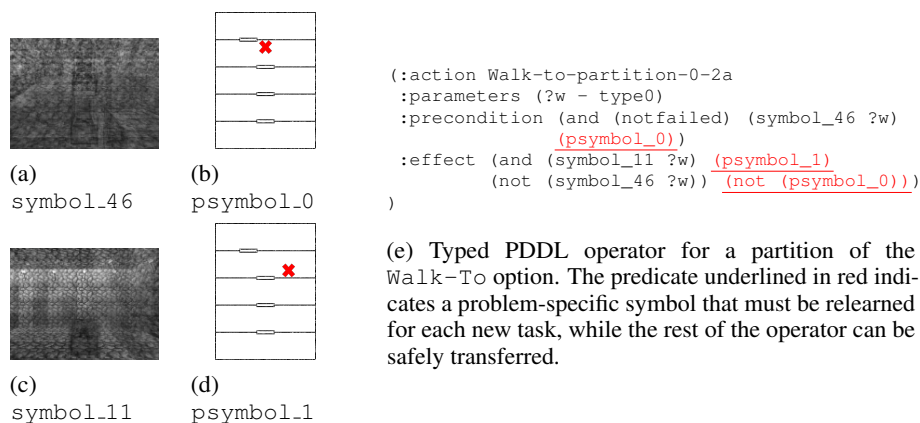 (a)
symbol_46
(b)
psymbol_0
(c)
symbol_11
(d)
psymbol_1
(:action Walk-to-partition-0-2a
:parameters (?w - type0)
:precondition (and (notfailed) (symbol_46 ?w)
(psymbol_0))
:effect (and (symbol_11 ?w) (psymbol_1)
(not (symbol_46 ?w)) (not (psymbol_0)))
)
(e) Typed PDDL operator for a partition of the
Walk-To option. The predicate underlined in red indi-
cates a problem-specific symbol that must be relearned
for each new task, while the rest of the operator can be
safely transferred.